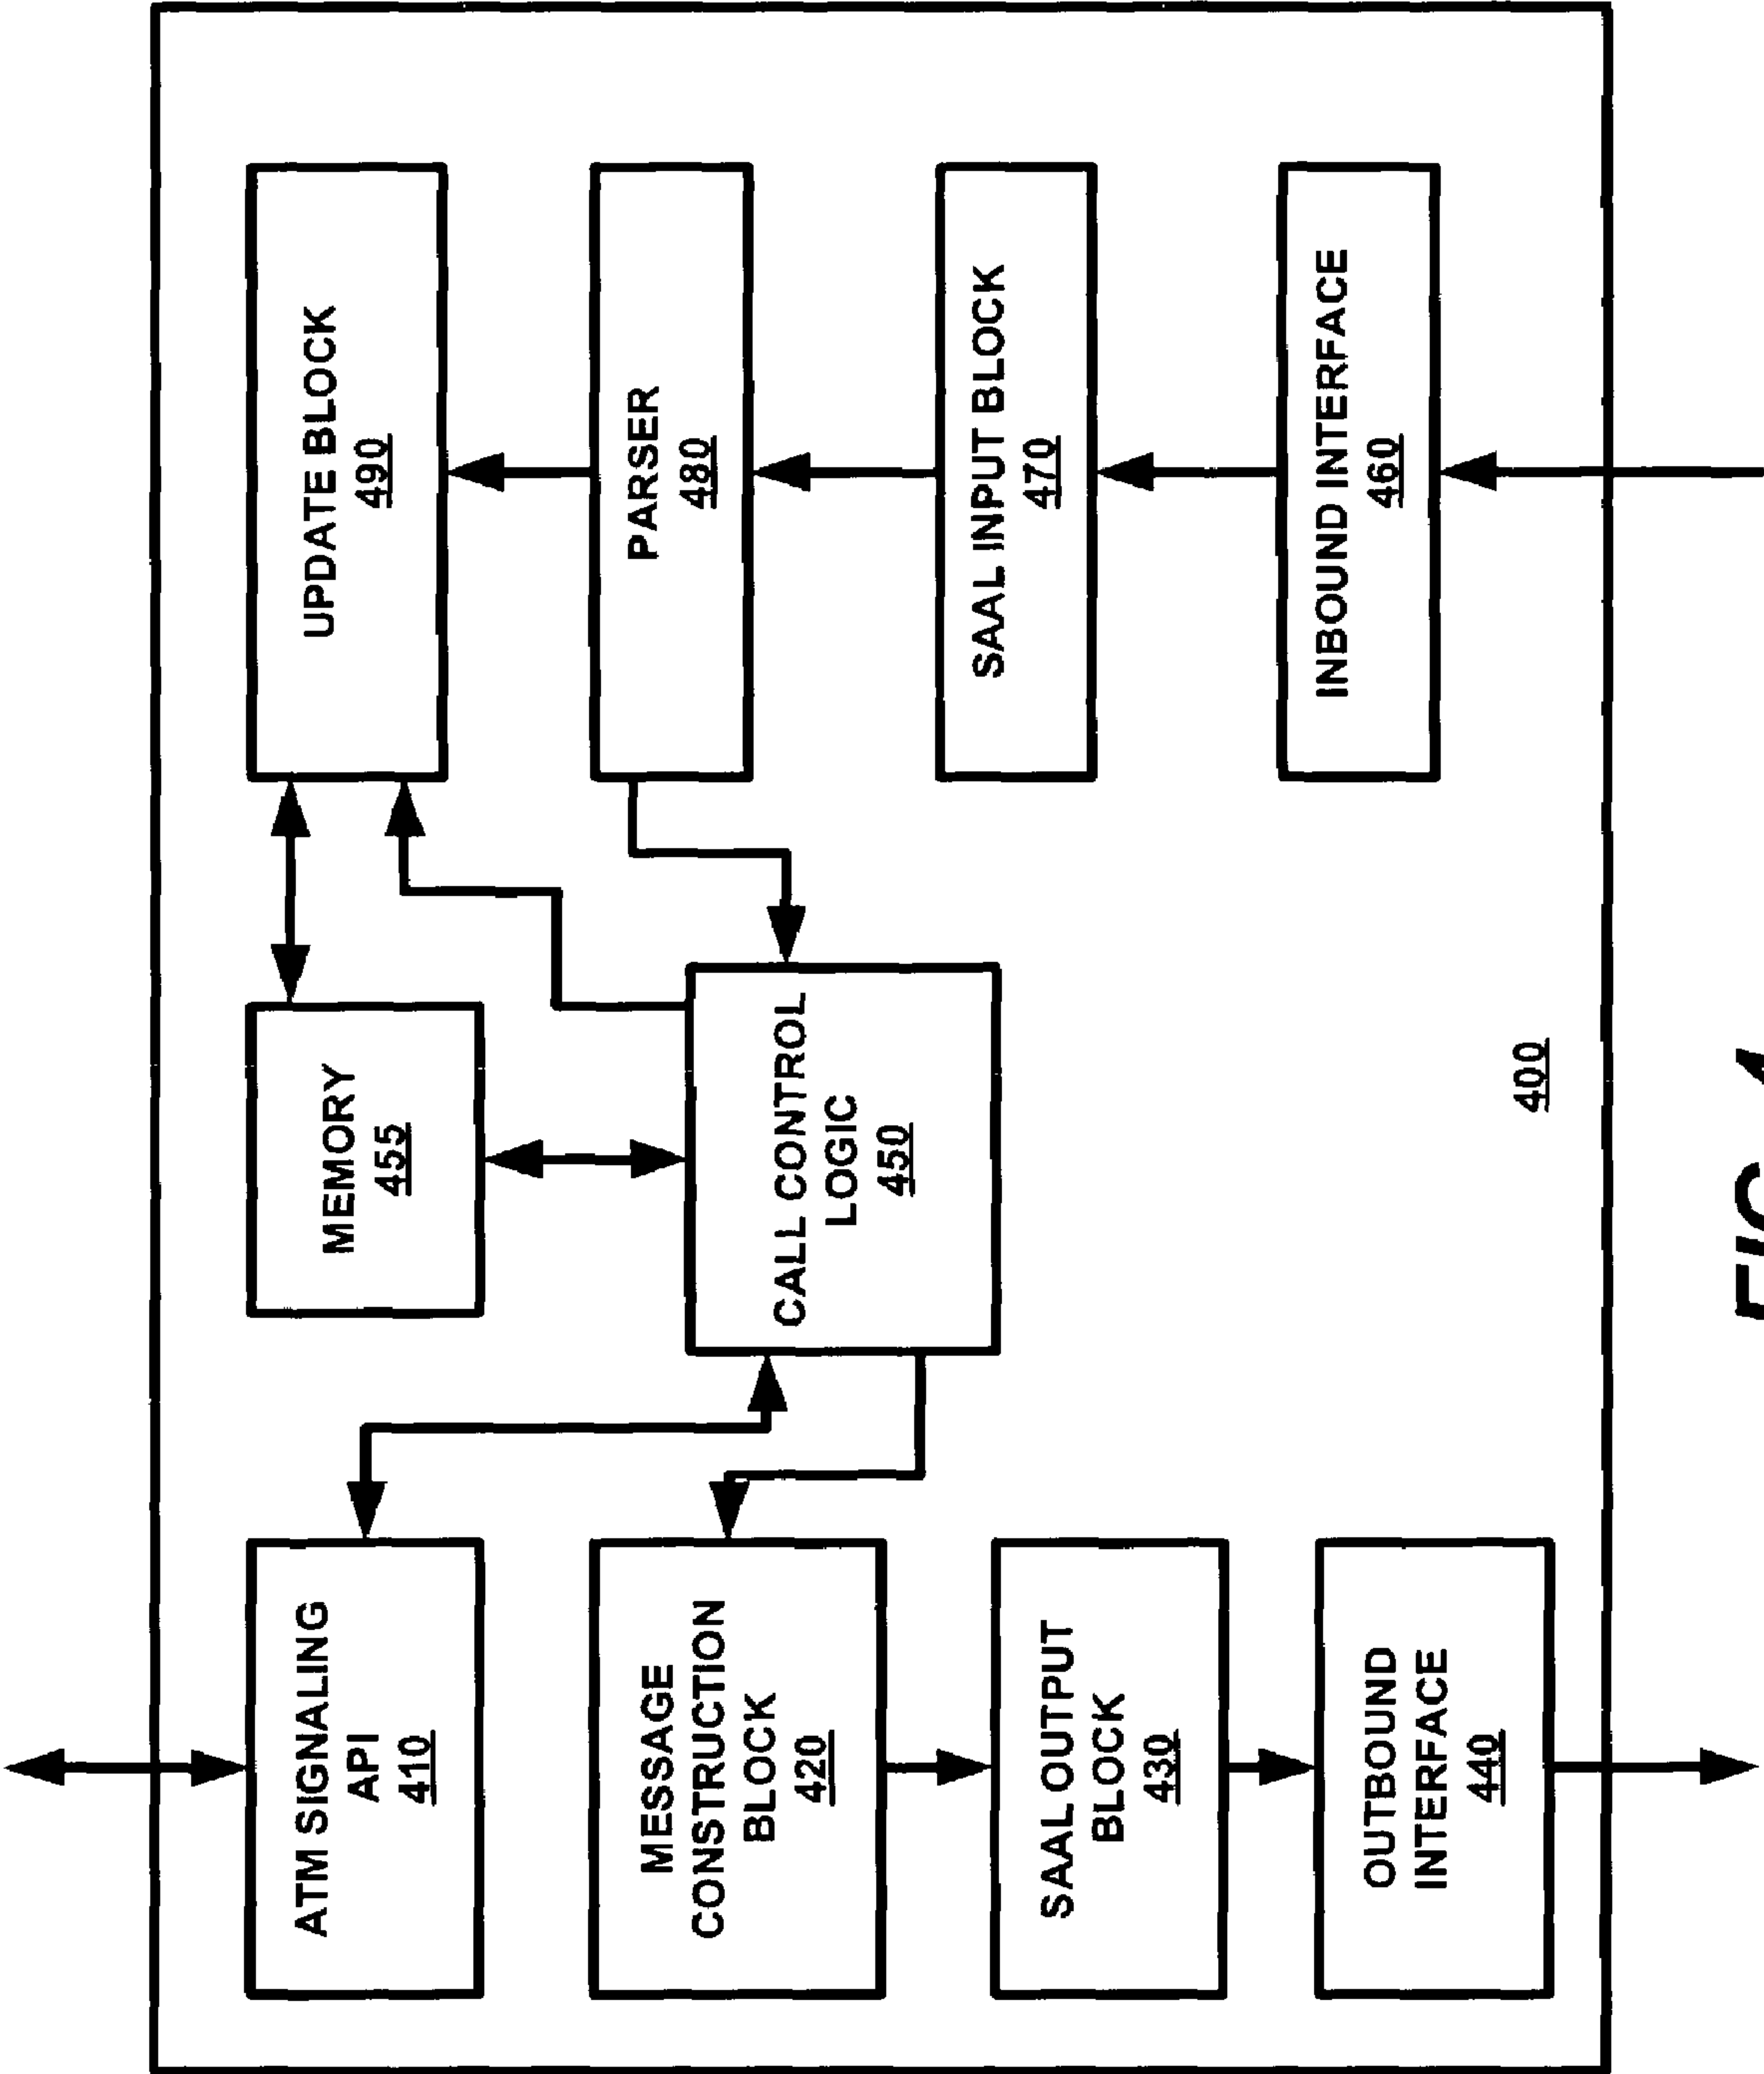 ATM SIGNALING
API
410
MEMORY
455
UPDATE BLOCK
490
MESSAGE
CONSTRUCTION
BLOCK
420
CALL CONTROL
LOGIC
450
PARSER
480
SAAL OUTPUT
BLOCK
430
SAAL INPUT BLOCK
470
OUTBOUND
INTERFACE
440
INBOUND INTERFACE
460
400